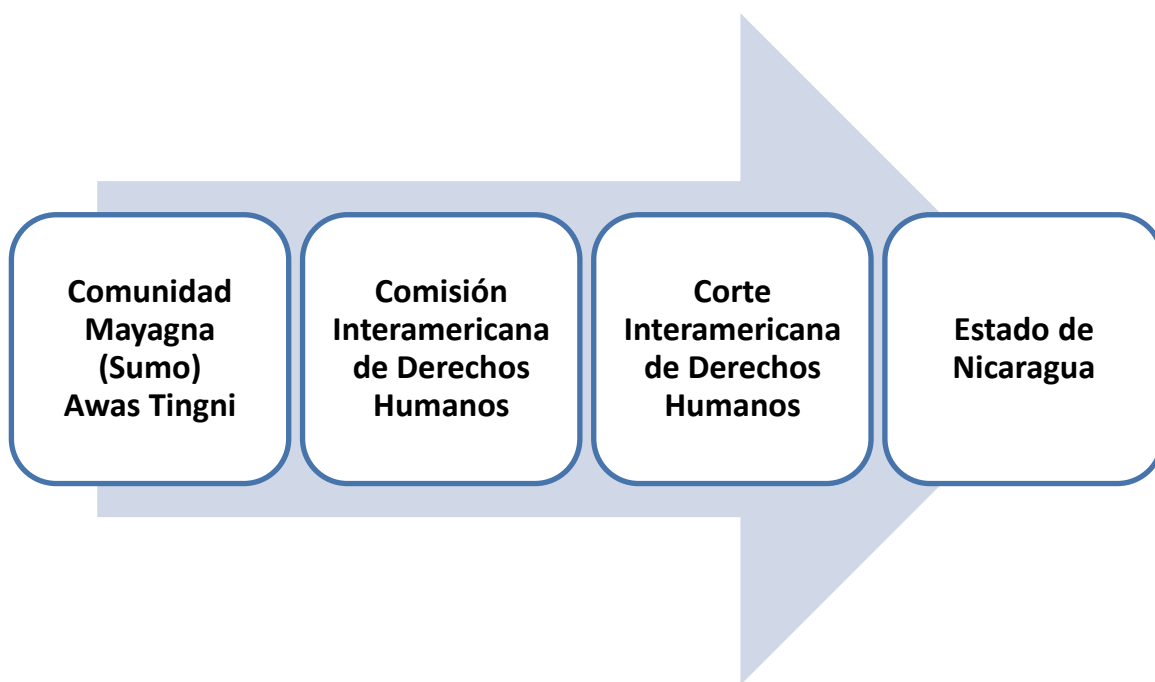 Comunidad
Mayagna
(Sumo)
Awas Tingni
Comisión
Interamericana
de Derechos
Humanos
Corte
Interamericana
de Derechos
Humanos
Estado de
Nicaragua